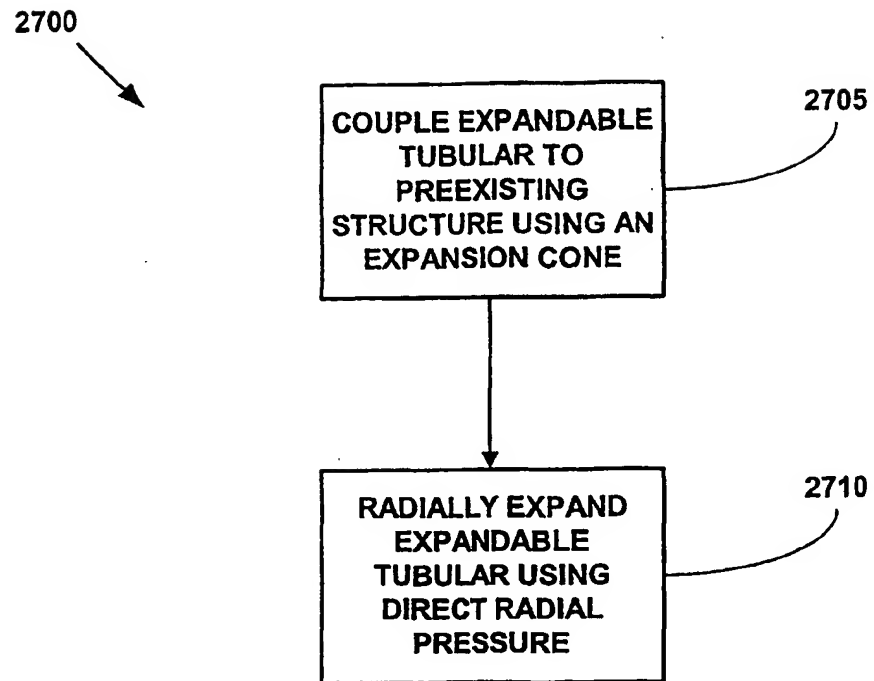 2700
2705
COUPLE EXPANDABLE
TUBULAR TO
PREEXISTING
STRUCTURE USING AN
EXPANSION CONE
2710
RADIALLY EXPAND
EXPANDABLE
TUBULAR USING
DIRECT RADIAL
PRESSURE